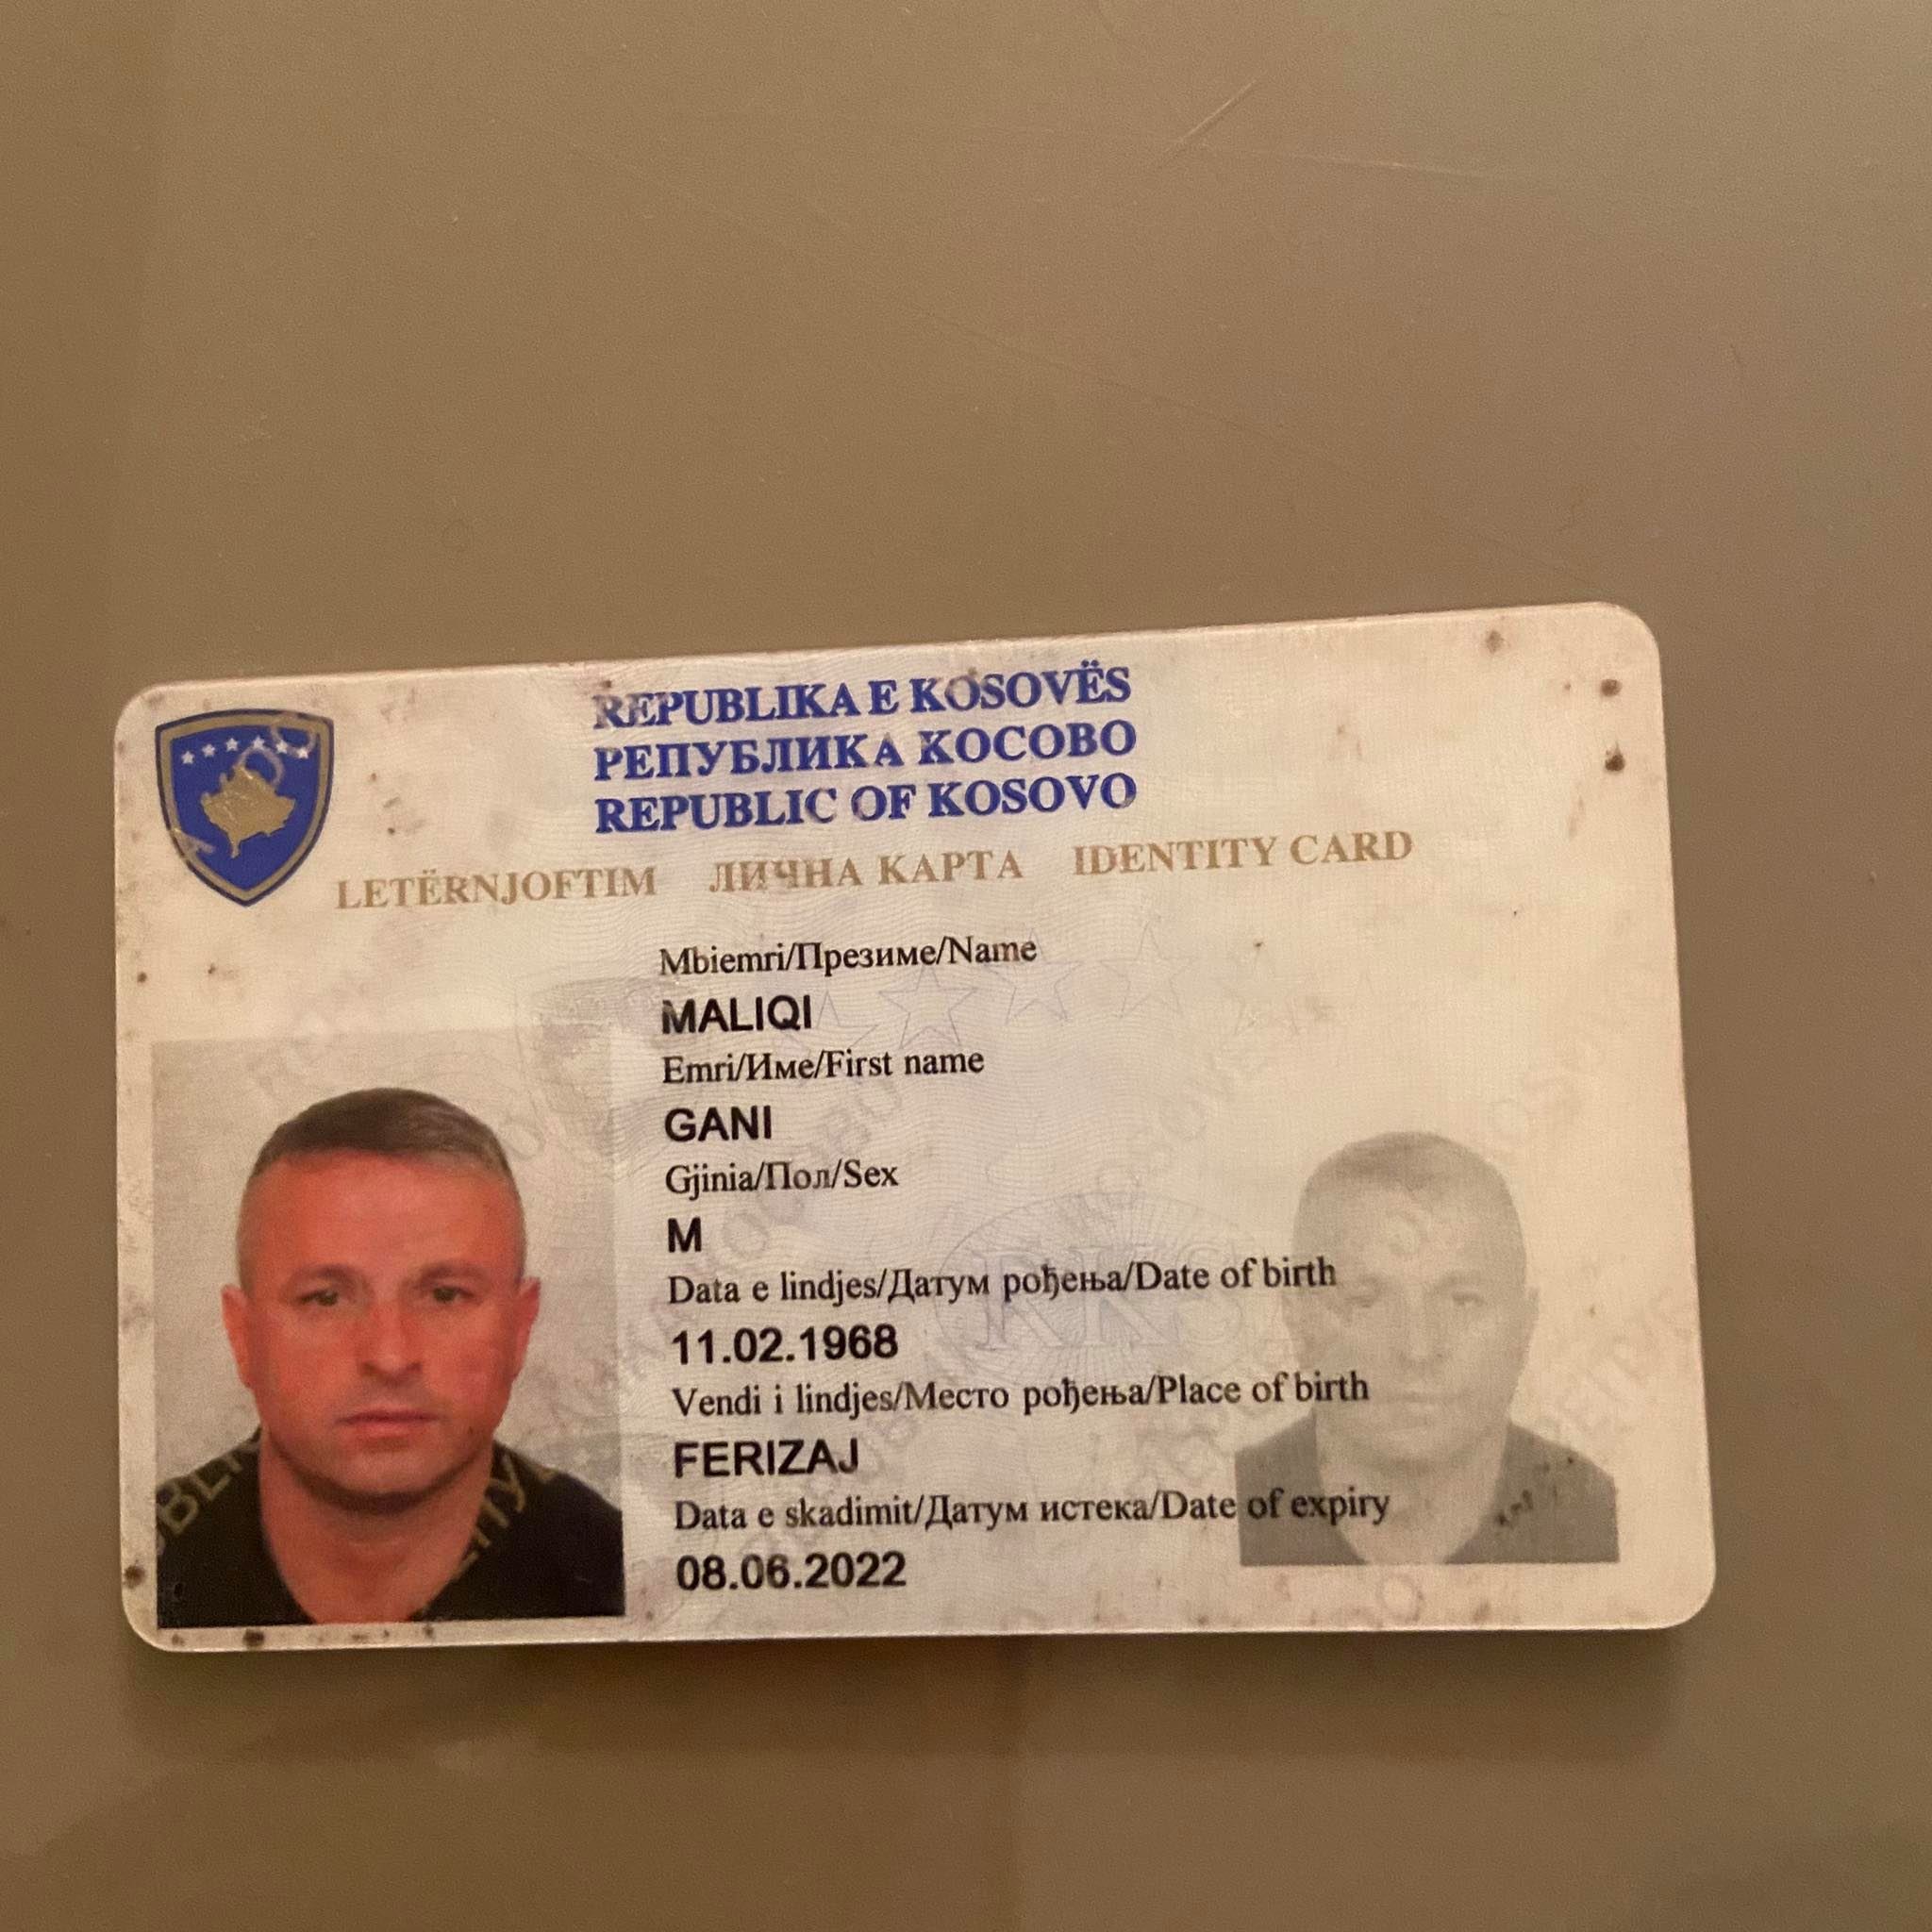 REPUBLIKA E KOSOVËS
РЕПУБЛИКА КОСОВО
REPUBLIC OF KOSOVO
LETËRNJOFTIM ЛИЧНА КАРТА IDENTITY CARD
Mbiemri/Презиме/Name
MALIQI
Emri/Име/First name
GANI
Gjinia/Пол/Sex
M
Data e lindjes/Датум рођења/Date of birth
11.02.1968
Vendi i lindjes/Место рођења/Place of birth
FERIZAJ
Data e skadimit/Датум истека/Date of expiry
08.06.2022
RKS